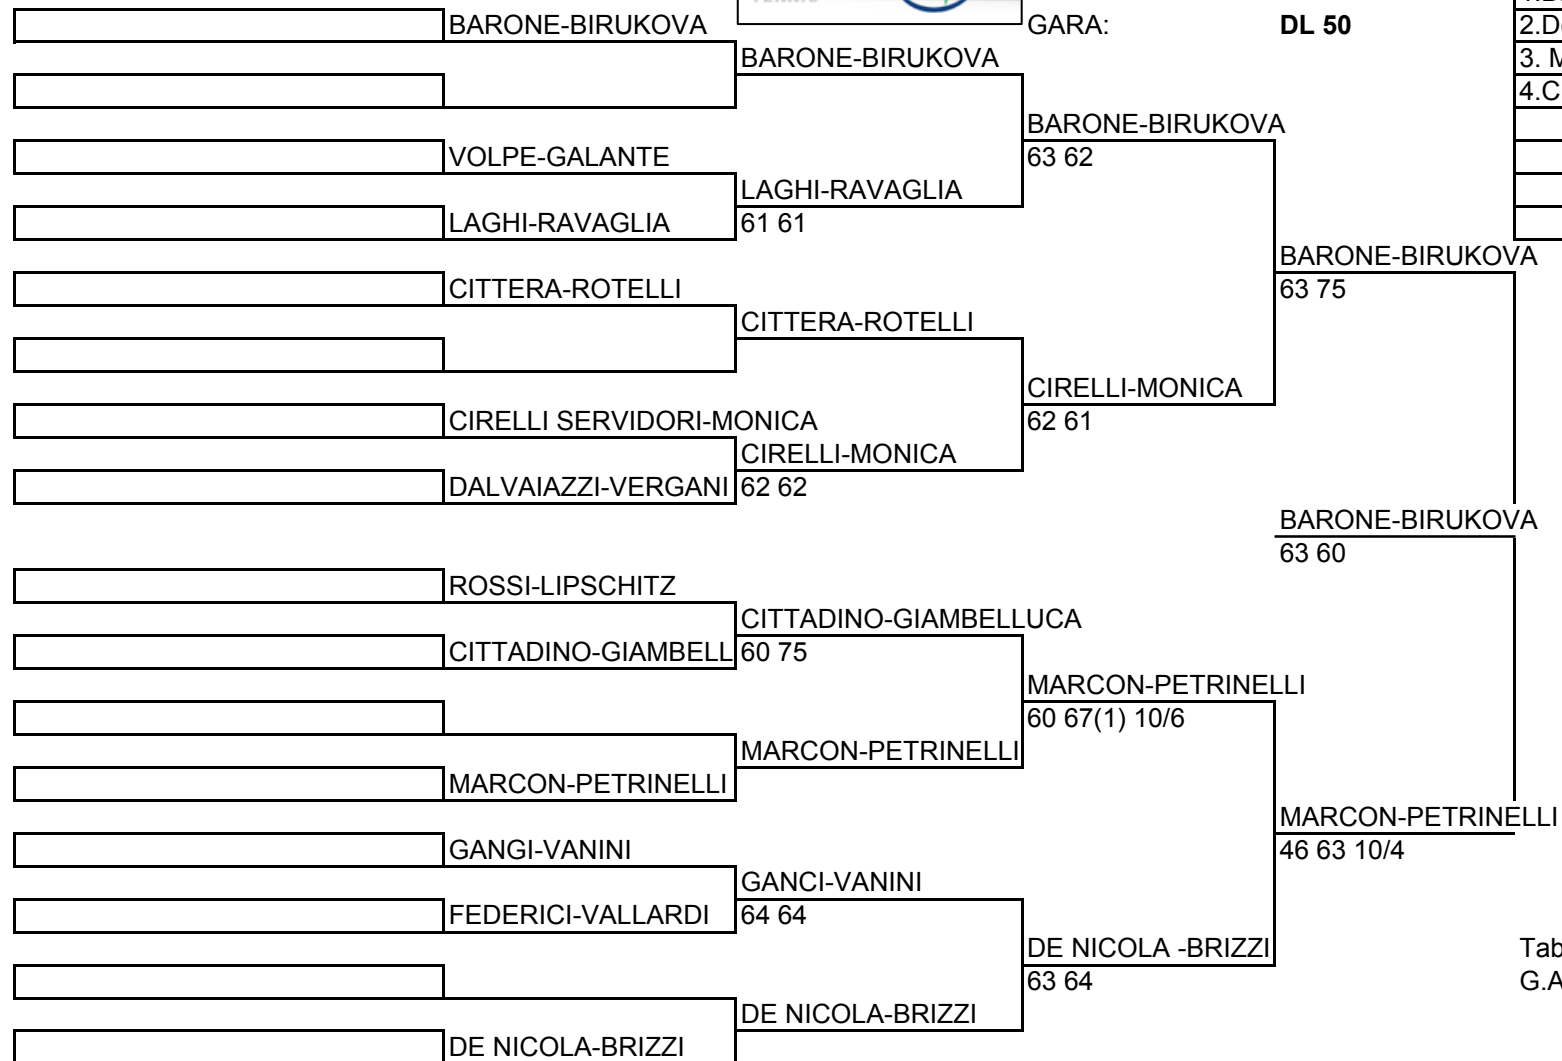 BARONE-BIRUKOVA
GARA: DL 50
BARONE-BIRUKOVA
BARONE-BIRUKOVA
VOLPE-GALANTE
63 62
LAGHI-RAVAGLIA
LAGHI-RAVAGLIA
61 61
BARONE-BIRUKOVA
CITTERA-ROTELLI
63 75
CITTERA-ROTELLI
CIRELLI-MONICA
CIRELLI SERVIDORI-MONICA
62 61
CIRELLI-MONICA
DALVAIAZZI-VERGANI
62 62
BARONE-BIRUKOVA
63 60
ROSSI-LIPSCHITZ
CITTADINO-GIAMBELLUCA
CITTADINO-GIAMBELL
60 75
MARCON-PETRINELLI
60 67(1) 10/6
MARCON-PETRINELLI
MARCON-PETRINELLI
MARCON-PETRINELLI
GANGI-VANINI
46 63 10/4
GANCI-VANINI
FEDERICI-VALLARDI
64 64
DE NICOLA -BRIZZI
Tab
63 64
G.A
DE NICOLA-BRIZZI
DE NICOLA-BRIZZI
2.D
3. M
4.C